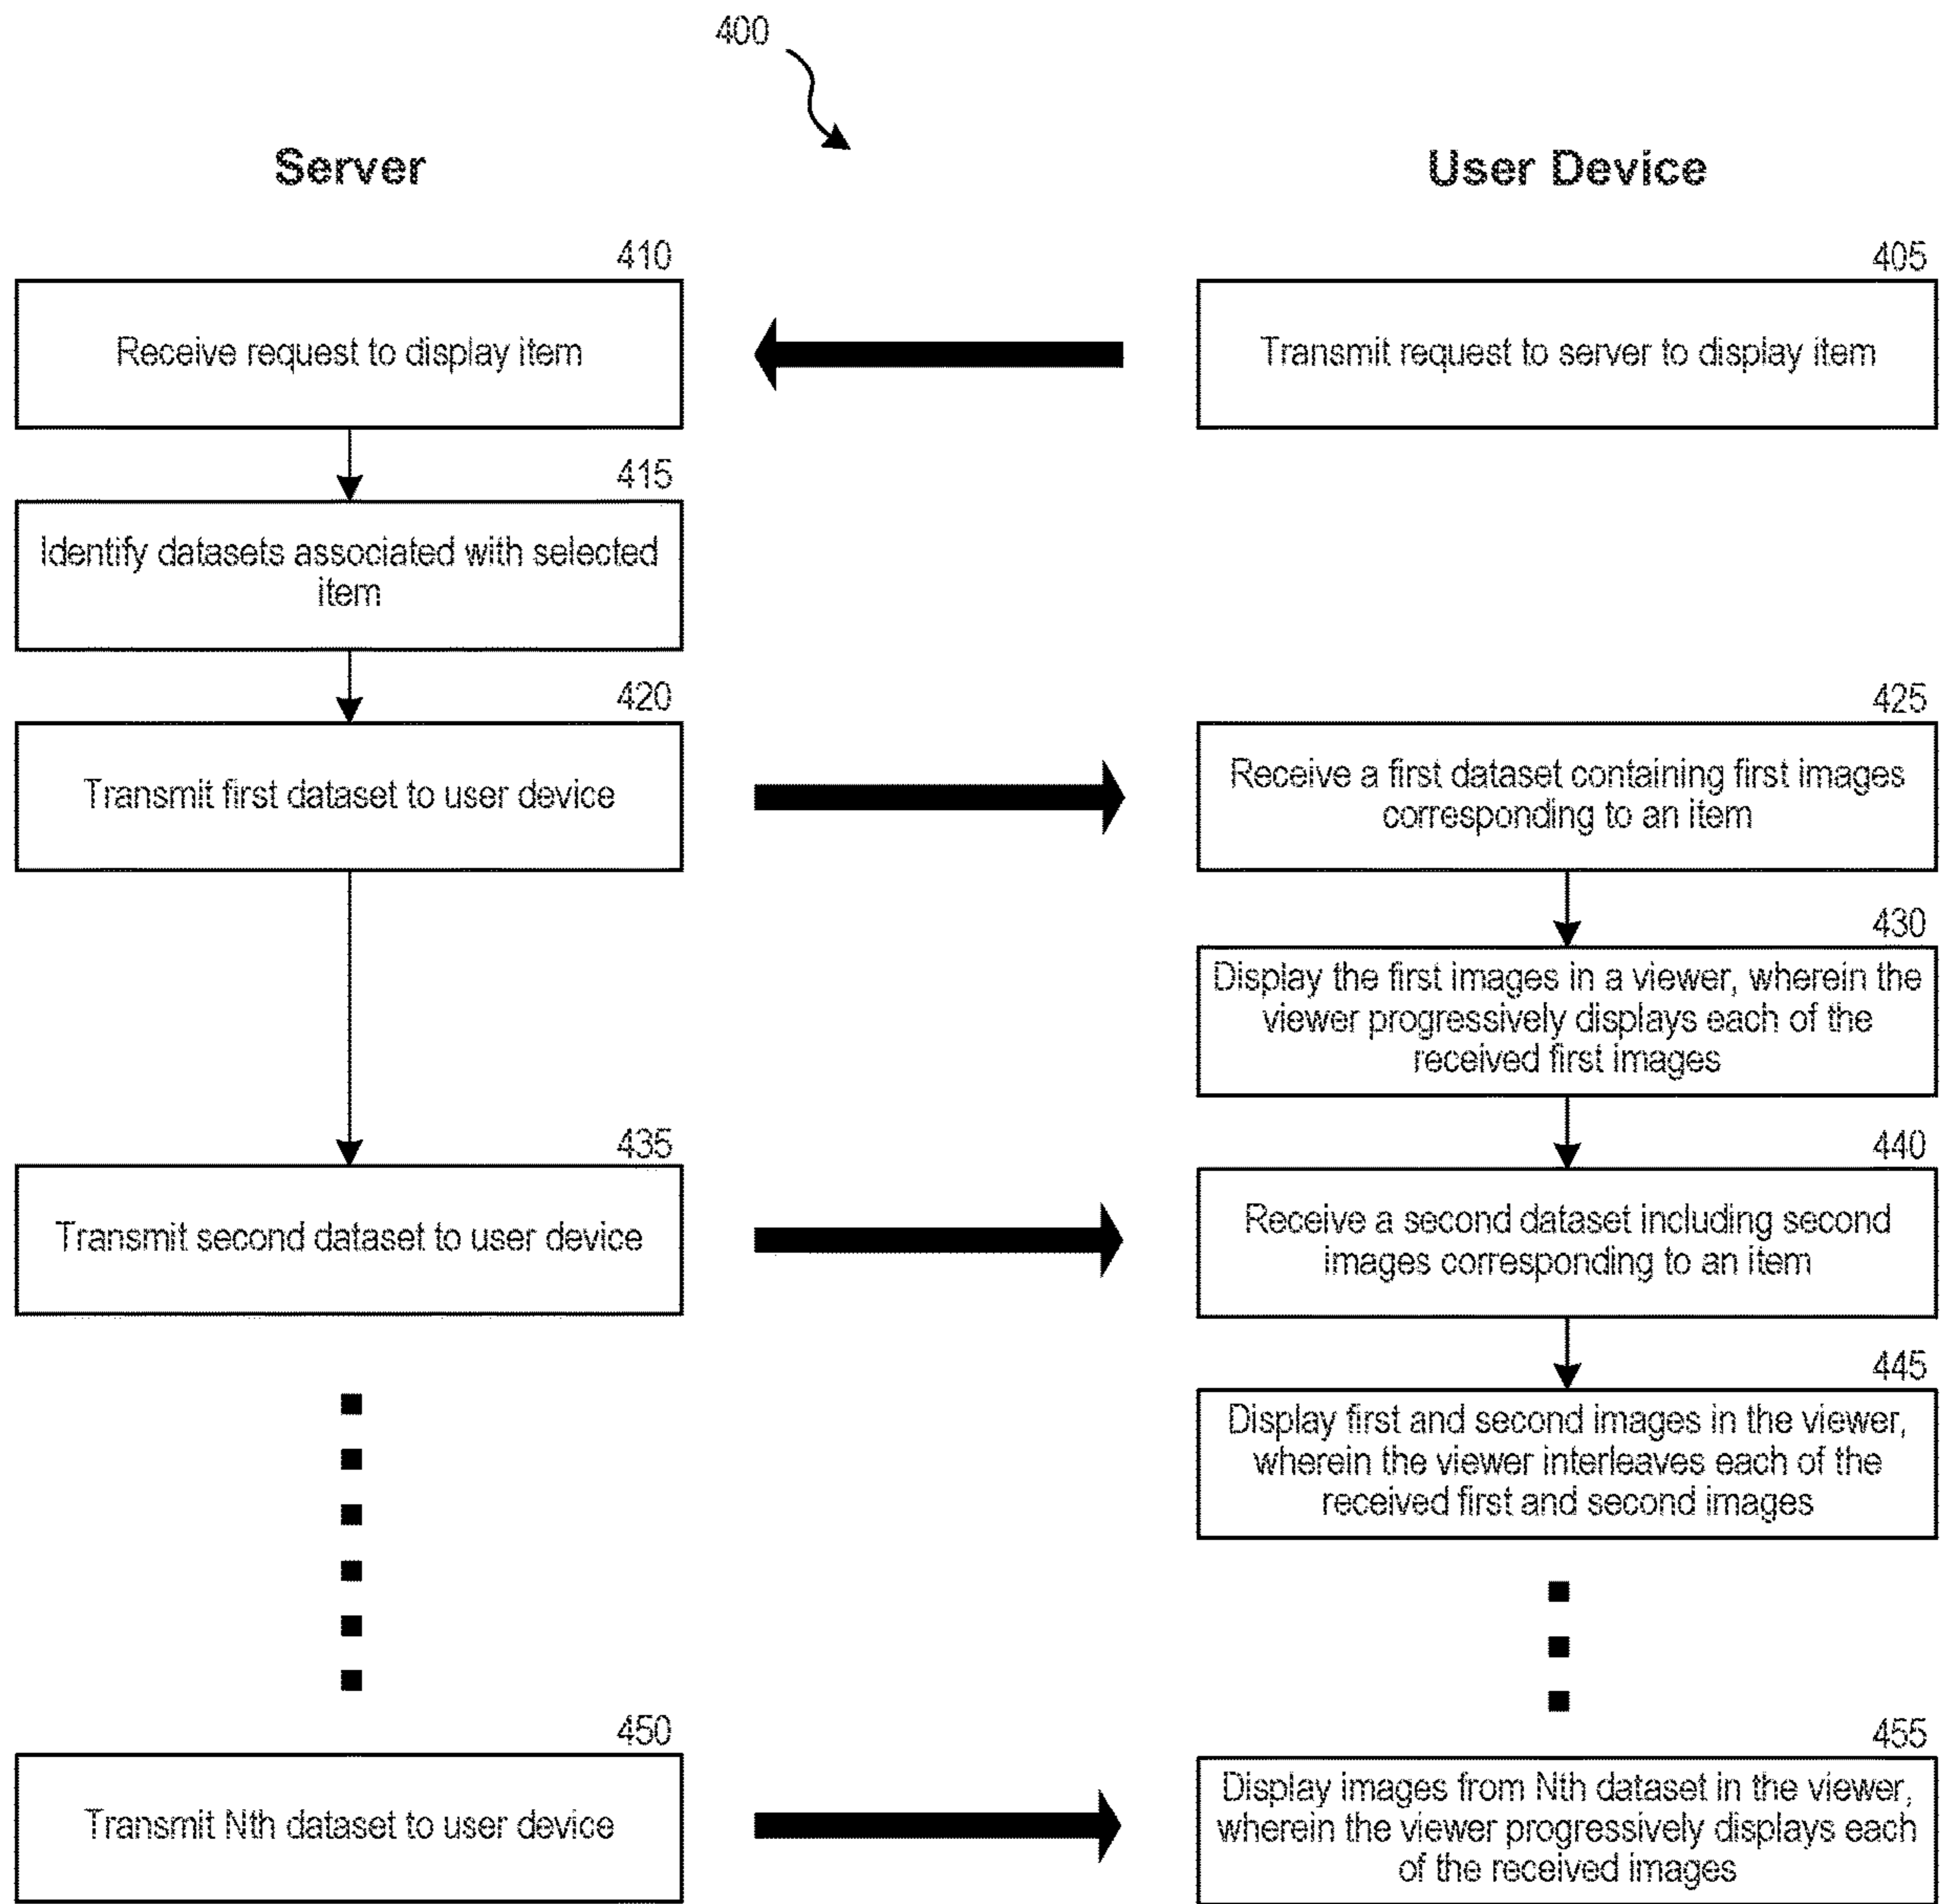 400
Server
User Device
410
Receive request to display item
405
Transmit request to server to display item
415
Identify datasets associated with selected
item
420
Transmit first dataset to user device
425
Receive a first dataset containing first images
corresponding to an item
430
Display the first images in a viewer, wherein the
viewer progressively displays each of the
received first images
435
Transmit second dataset to user device
440
Receive a second dataset including second
images corresponding to an item
445
Display first and second images in the viewer,
wherein the viewer interleaves each of the
received first and second images
450
Transmit Nth dataset to user device
455
Display images from Nth dataset in the viewer,
wherein the viewer progressively displays each
of the received images